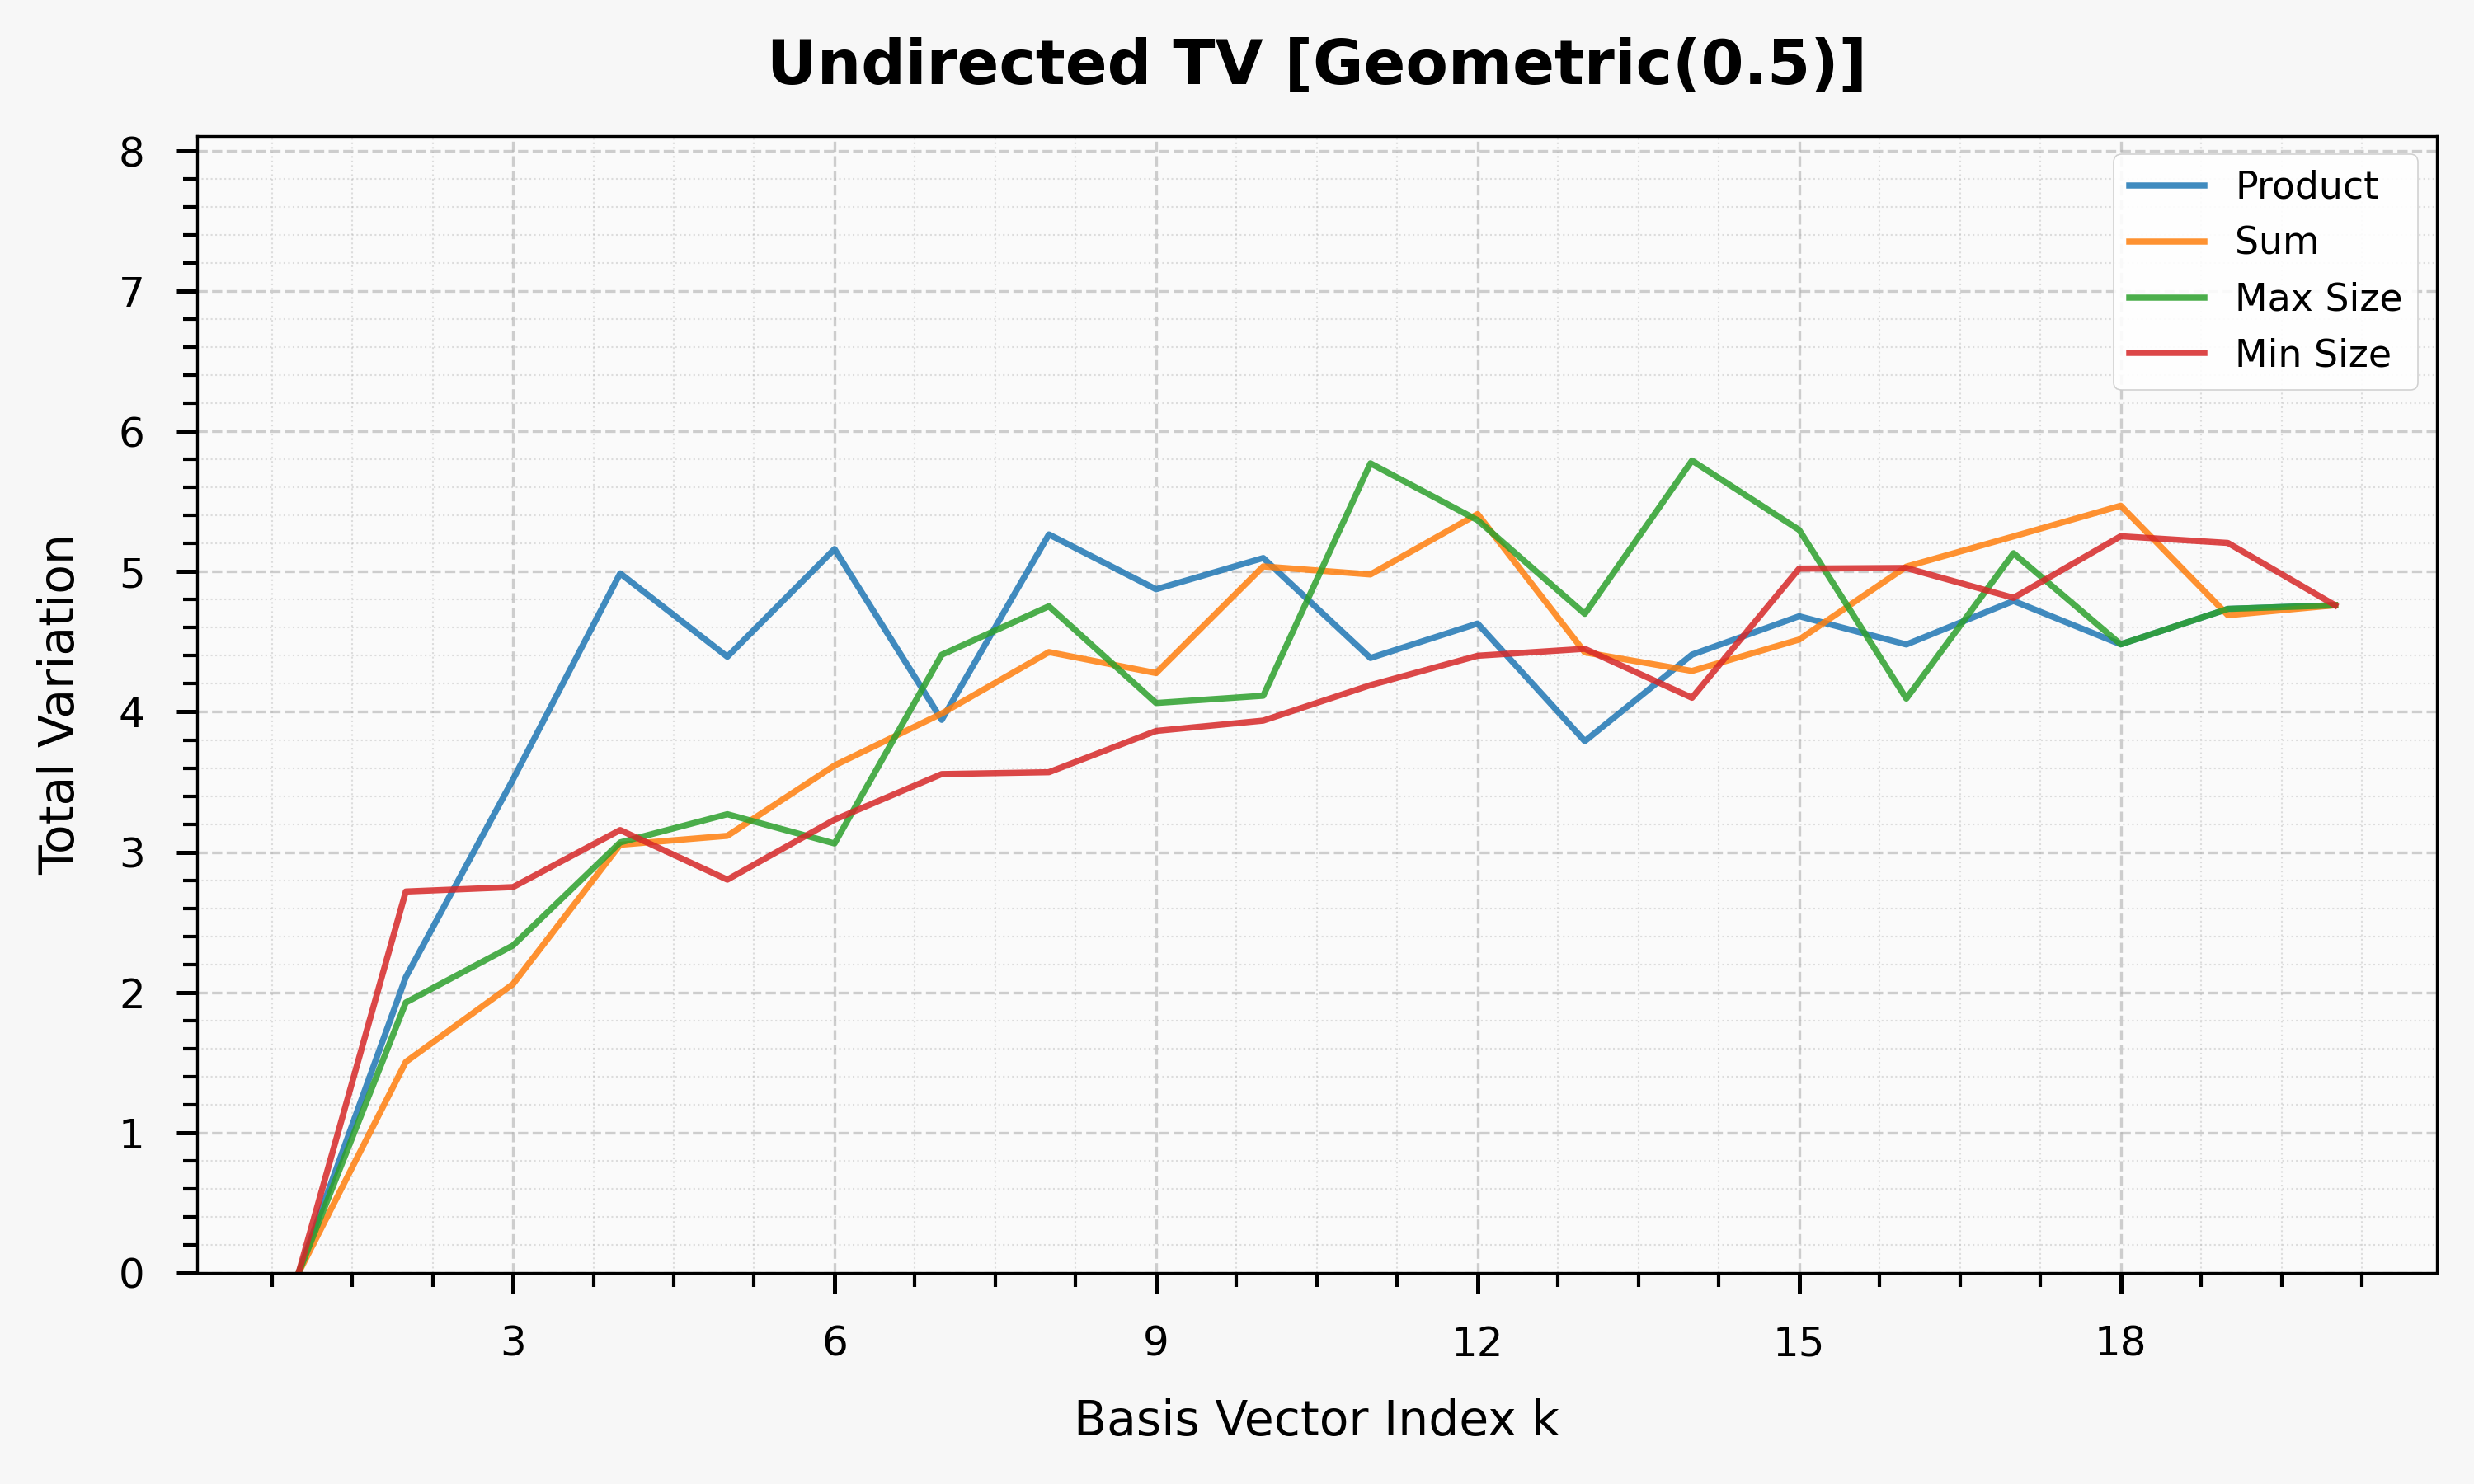 Undirected TV [Geometric(0.5)]
8
7
6
5
4
3
2
1
0
Total Variation
Product
Sum
Max Size
Min Size
3 6 9 12 15 18
Basis Vector Index k